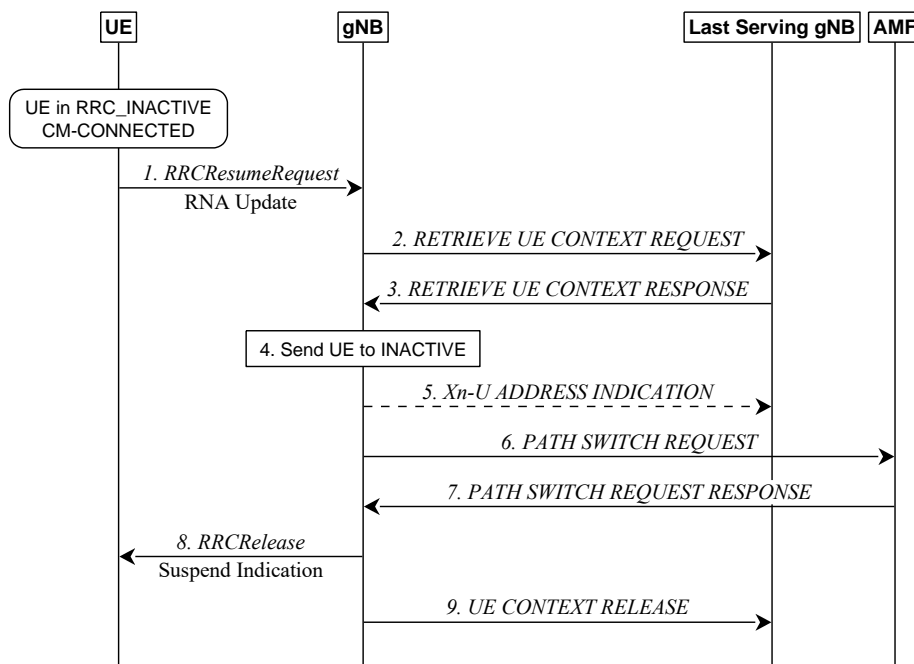 UE
gNB
Last Serving gNB
AMF
UE in RRC_INACTIVE
CM-CONNECTED
1. RRCResumeRequest
RNA Update
2. RETRIEVE UE CONTEXT REQUEST
3. RETRIEVE UE CONTEXT RESPONSE
4. Send UE to INACTIVE
5. Xn-U ADDRESS INDICATION
6. PATH SWITCH REQUEST
7. PATH SWITCH REQUEST RESPONSE
8. RRCRelease
Suspend Indication
9. UE CONTEXT RELEASE